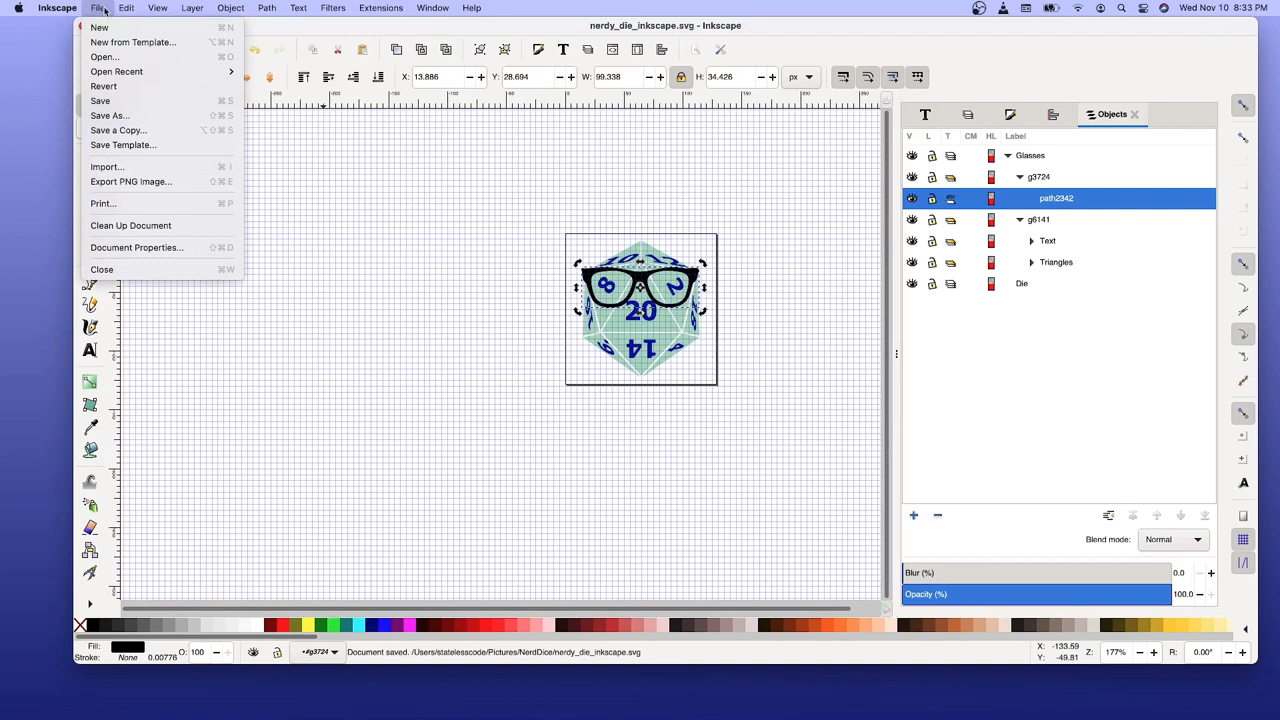 Inkscape File Edit View Layer Object Path Text Filters Extensions Window Help Wed Nov 10 8:33 PM
nerdy_die_inkscape.svg - Inkscape
New ⌘ N
New from Template... ⌥⌘ N
Open... ⌘ O
Open Recent
Revert
Save ⌘ S
Save As... ⇧⌘ S
Save a Copy... ⌥⇧⌘ S
Save Template...
Import... ⌘ I
Export PNG Image... ⇧⌘ E
Print... ⌘ P
Clean Up Document
Document Properties... ⇧⌘ D
Close ⌘ W
X: 13.886 Y: 28.694 W: 99.338 H: 34.426 px
Objects
V L T CM HL Label
Glasses
g3724
path2342
g6141
Text
Triangles
Die
8 2
20
14
Blend mode: Normal
Blur (%) 0.0
Opacity (%) 100.0
Fill:
Stroke: None 0.00776 O: 100 •#g3724 Document saved. /Users/statelesscode/Pictures/NerdDice/nerdy_die_inkscape.svg
X: -133.59
Y: -49.81
Z: 177% R: 0.00°